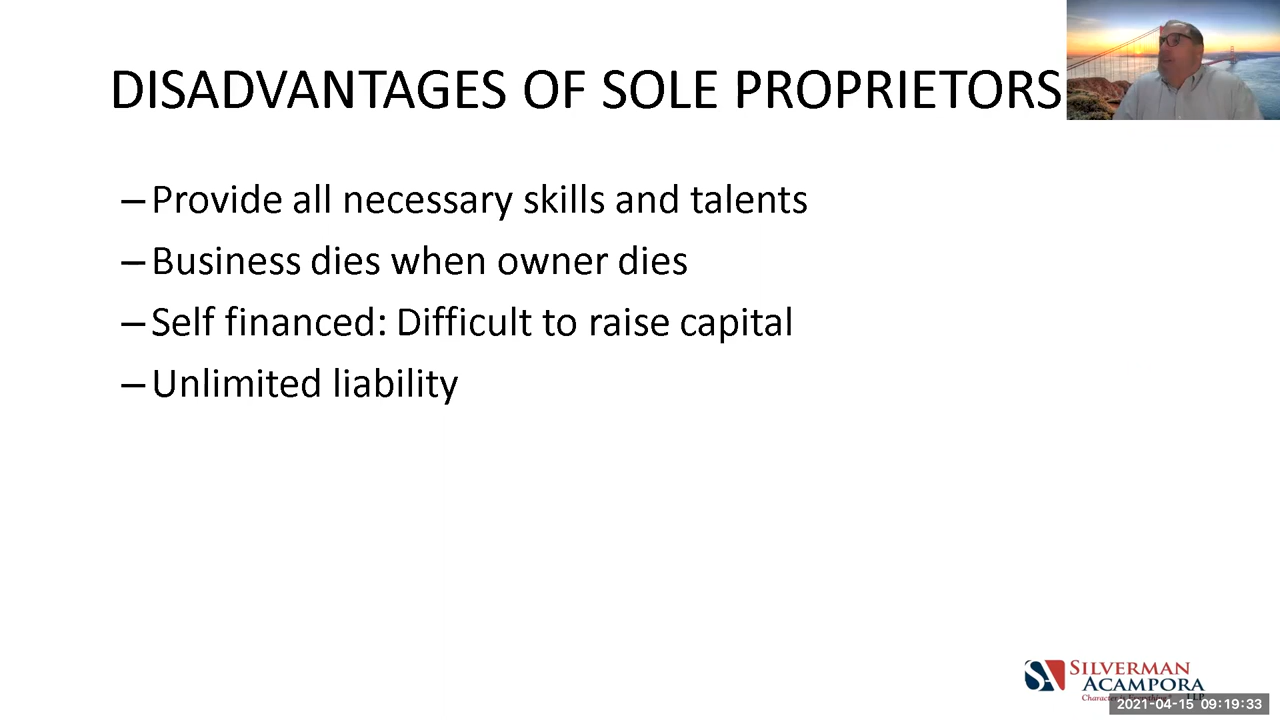 DISADVANTAGES OF SOLE PROPRIETORS
– Provide all necessary skills and talents
– Business dies when owner dies
– Self financed: Difficult to raise capital
– Unlimited liability
SILVERMAN
ACAMPORA
LLP
2021-04-15 09:19:33